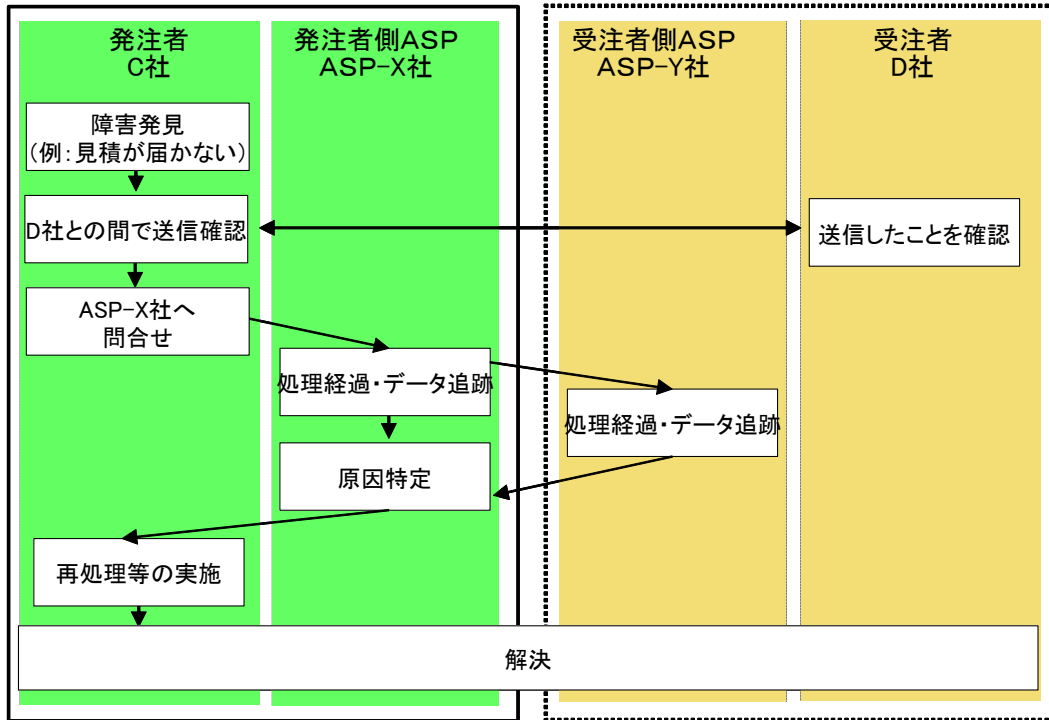 発注者
C社
発注者側ASP
ASP-X社
受注者側ASP
ASP-Y社
受注者
D社
障害発見
(例:見積が届かない)
D社との間で送信確認
送信したことを確認
ASP-X社へ
問合せ
処理経過・データ追跡
処理経過・データ追跡
原因特定
再処理等の実施
解決